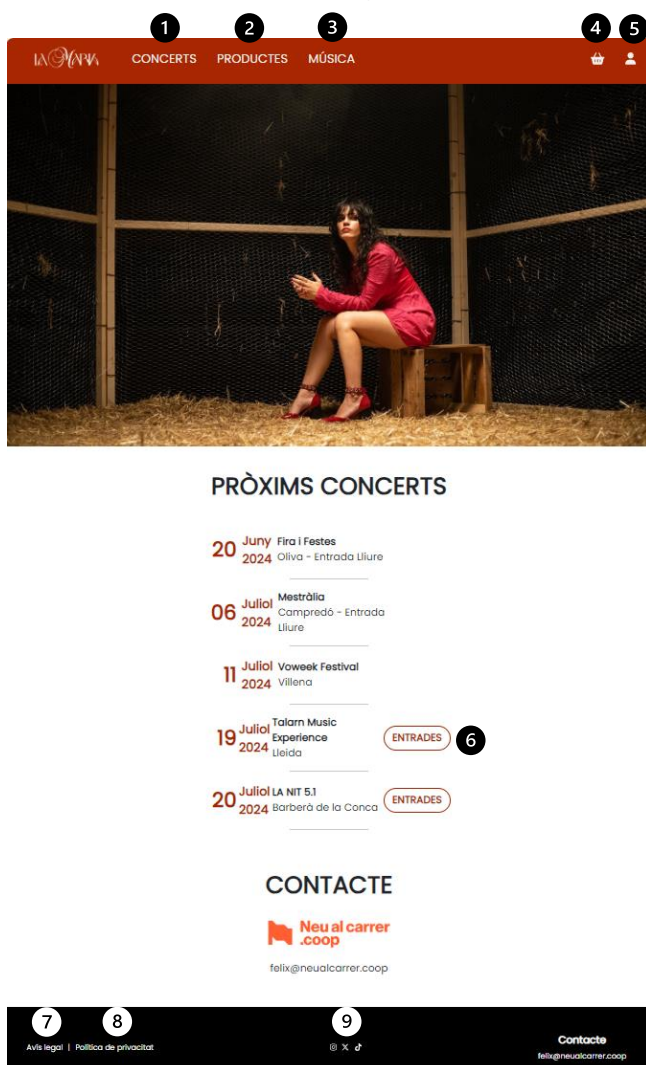 1 2 3 4 5
LA MARIA CONCERTS PRODUCTES MÚSICA
PRÒXIMS CONCERTS
20 Juny 2024 Fira i Festes
Oliva - Entrada Lliure
06 Juliol 2024 Mestràlia
Campredó - Entrada
Lliure
11 Juliol 2024 Voweek Festival
Villena
19 Juliol 2024 Talarn Music
Experience
Lleida
ENTRADES 6
20 Juliol 2024 LA NIT 5.1
Barberà de la Conca
ENTRADES
CONTACTE
Neu al carrer
.coop
felix@neualcarrer.coop
7 8 9
Avís legal | Política de privacitat
Contacte
felix@neualcarrer.coop